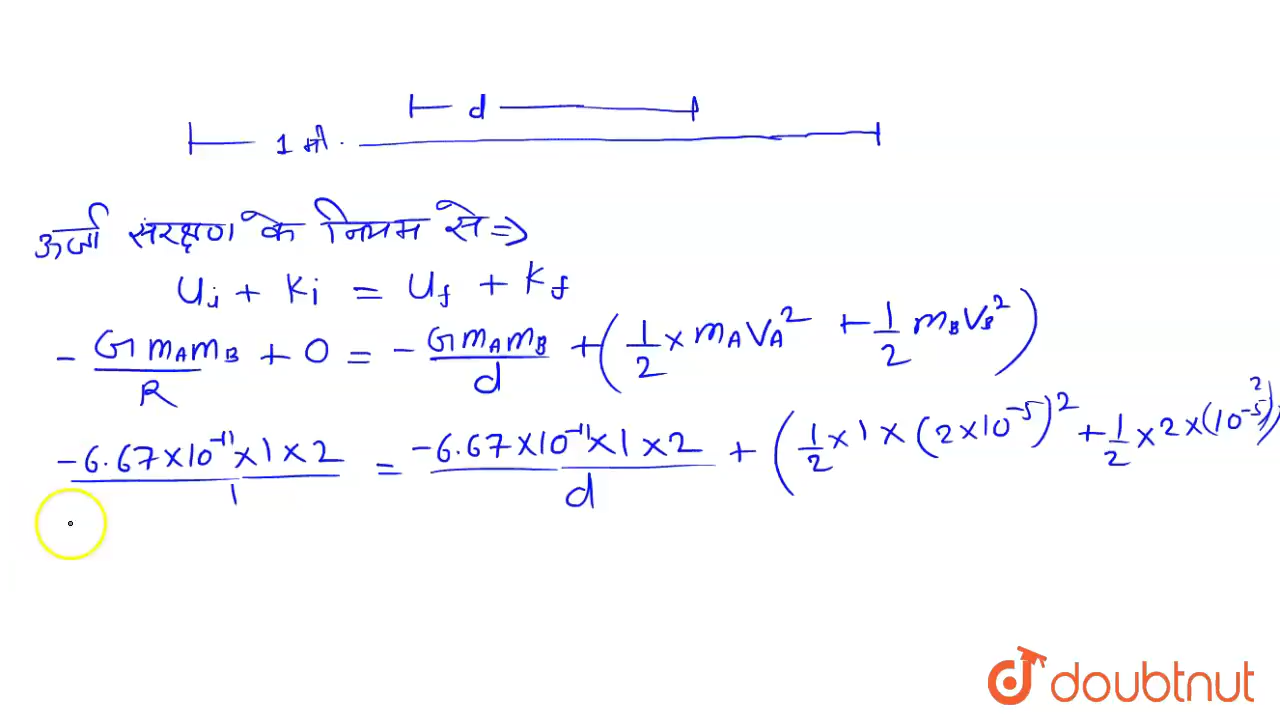 d
1 मी.
ऊर्जा संरक्षण के नियम से ⇒
Ui + Ki = Uf + Kf
- G mA mB / R + 0 = - G mA mB / d + (1/2 × mA VA² + 1/2 mB VB²)
-6.67×10⁻¹¹×1×2 / 1 = -6.67×10⁻¹¹×1×2 / d + (1/2 × 1 × (2×10⁻⁵)² + 1/2 × 2 × (10⁻⁵)²)
doubtnut